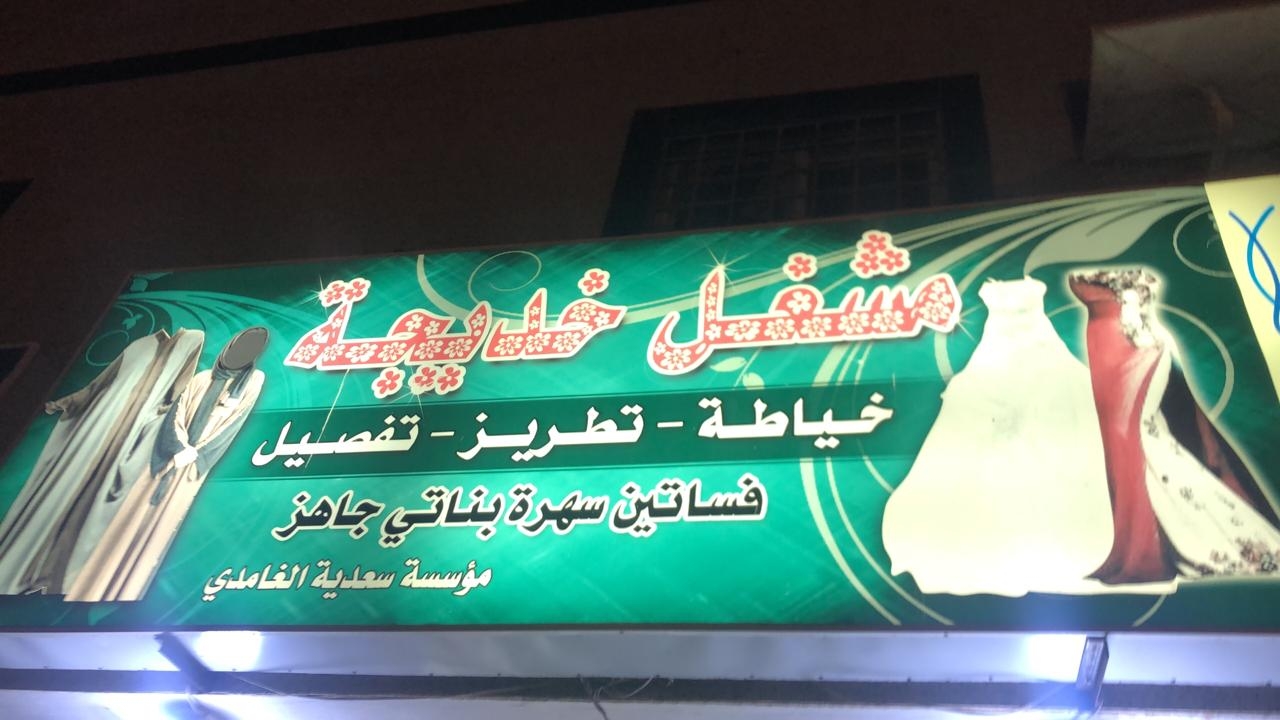 مشغل خديجة
خياطة - تطريز - تفصيل
فساتين سهرة بناتي جاهز
مؤسسة سعدية الغامدي